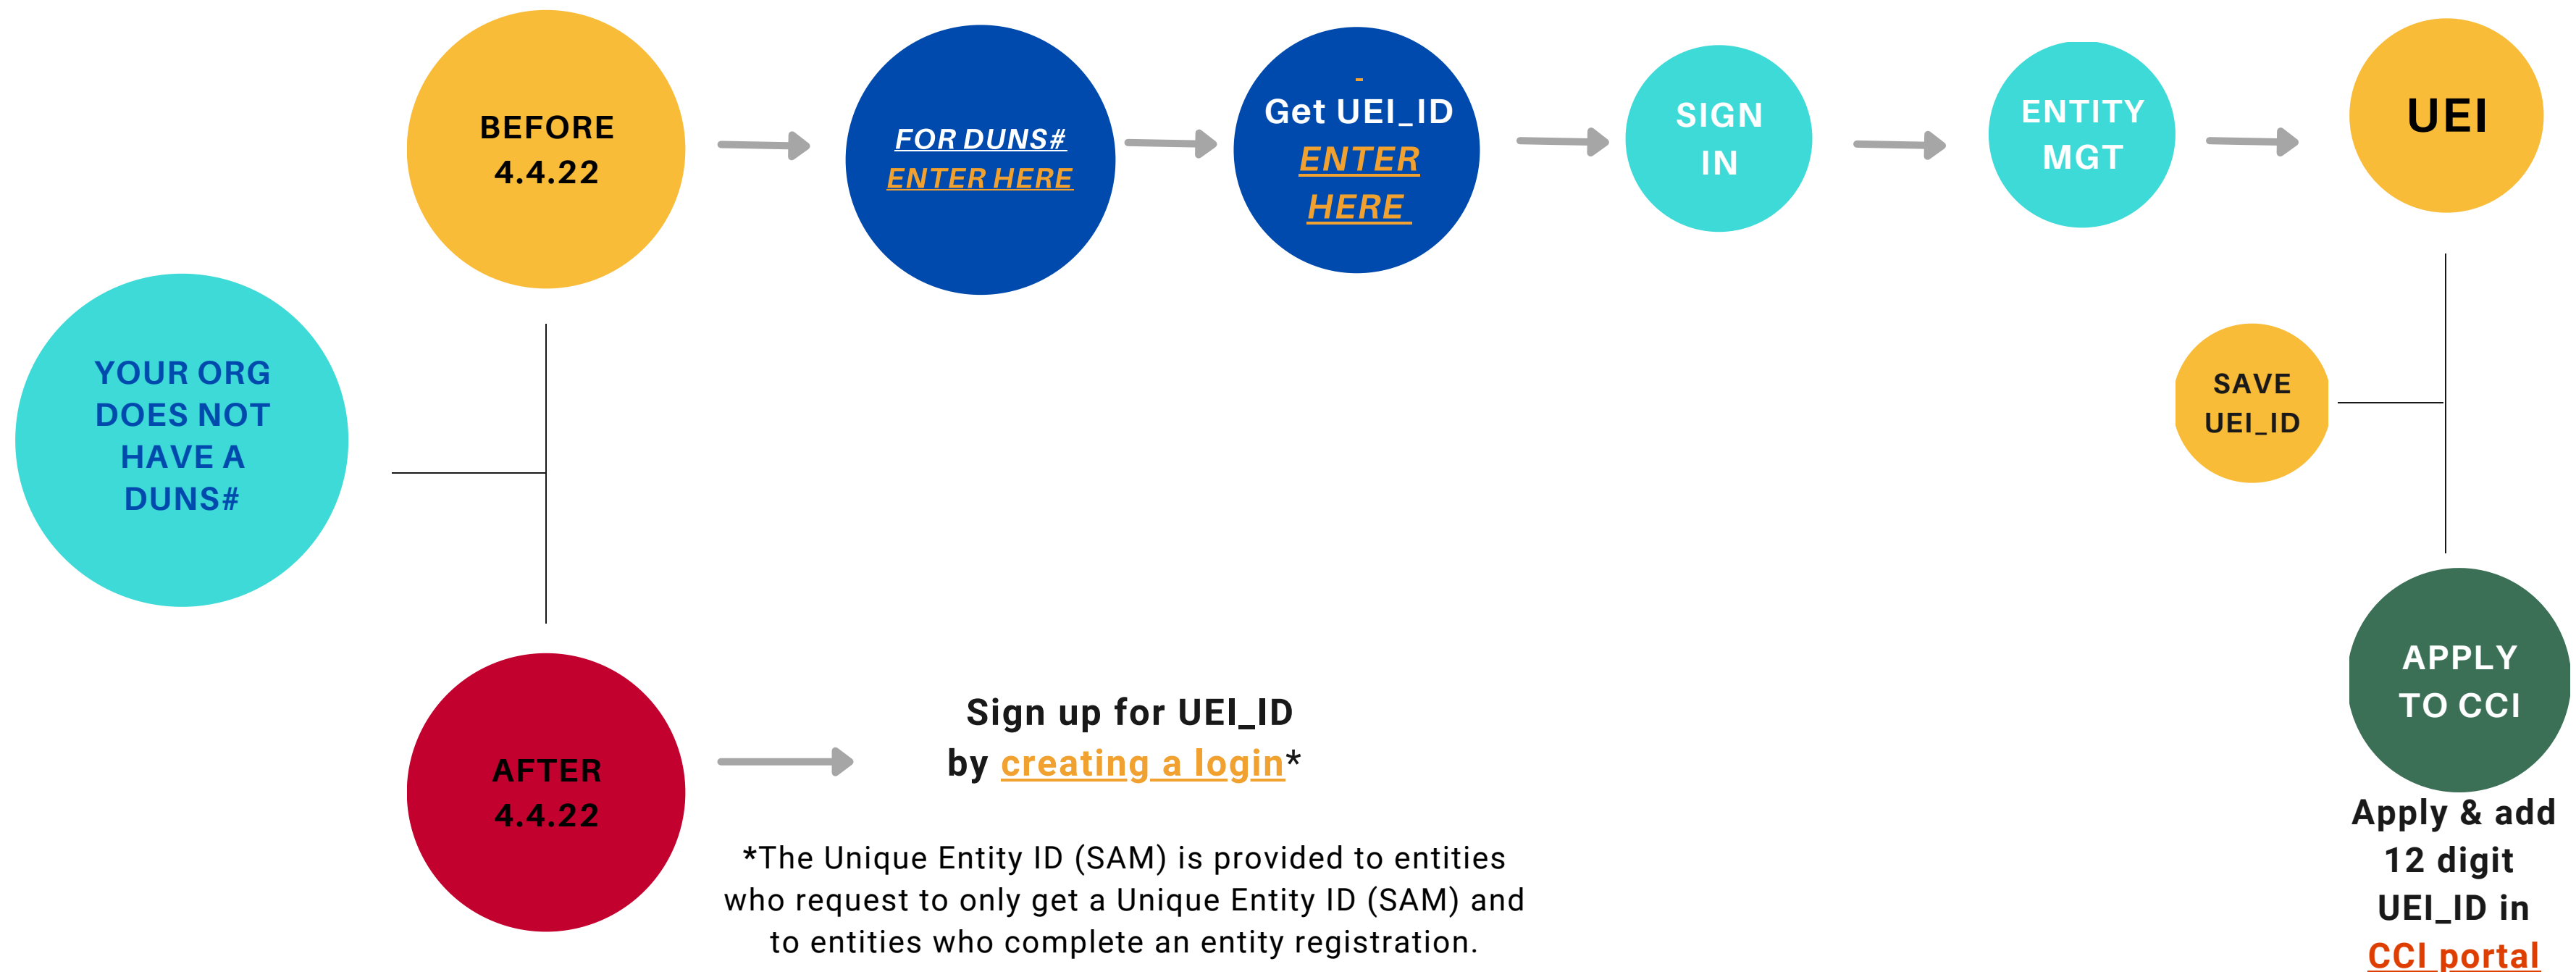 BEFORE
4.4.22
FOR DUNS#
ENTER HERE
-
Get UEI_ID
ENTER
HERE
SIGN
IN
ENTITY
MGT
UEI
YOUR ORG
DOES NOT
HAVE A
DUNS#
SAVE
UEI_ID
AFTER
4.4.22
Sign up for UEI_ID
by creating a login*
*The Unique Entity ID (SAM) is provided to entities
who request to only get a Unique Entity ID (SAM) and
to entities who complete an entity registration.
APPLY
TO CCI
Apply & add
12 digit
UEI_ID in
CCI portal